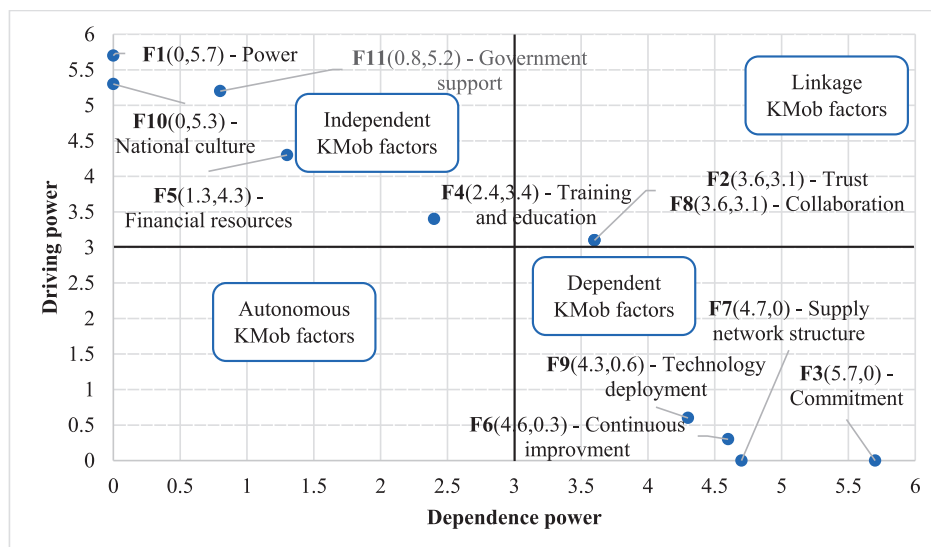 6
5.5
5
4.5
4
3.5
3
2.5
2
1.5
1
0.5
0
Driving power
F1(0,5.7) - Power
F11(0.8,5.2) - Government
support
F10(0,5.3) -
National culture
Independent
KMob factors
Linkage
KMob factors
F5(1.3,4.3) -
Financial resources
F4(2.4,3.4) - Training
and education
F2(3.6,3.1) - Trust
F8(3.6,3.1) - Collaboration
Autonomous
KMob factors
Dependent
KMob factors
F7(4.7,0) - Supply
network structure
F9(4.3,0.6) - Technology
deployment
F3(5.7,0) -
Commitment
F6(4.6,0.3) - Continuous
improvment
0 0.5 1 1.5 2 2.5 3 3.5 4 4.5 5 5.5 6
Dependence power